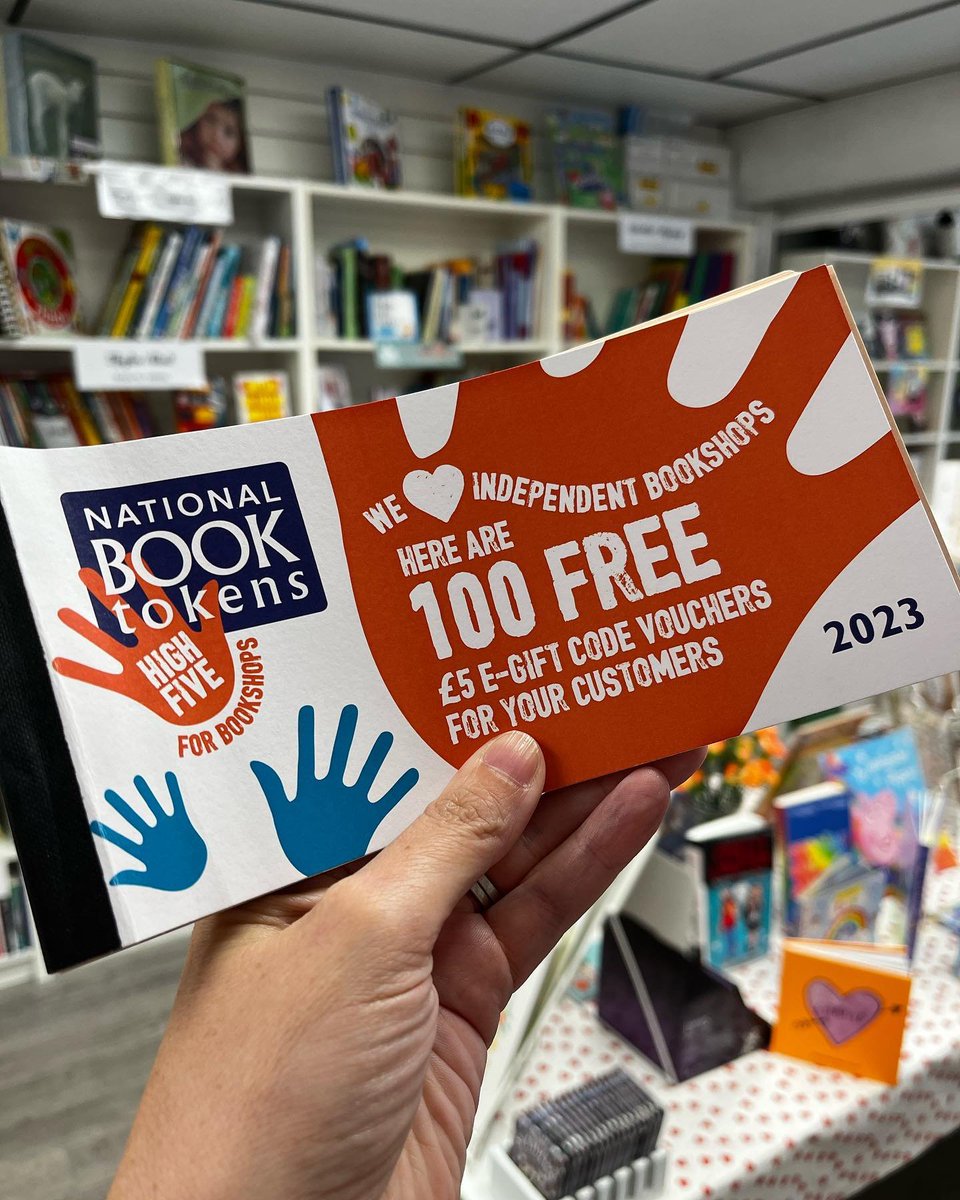 NATIONAL
BOOK
tokens
HIGH
FIVE
FOR BOOKSHOPS
WE INDEPENDENT BOOKSHOPS
HERE ARE
100 FREE
£5 E-GIFT CODE VOUCHERS
FOR YOUR CUSTOMERS
2023